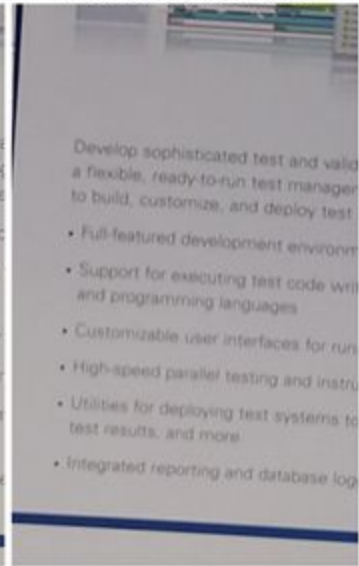 Develop sophisticated test and valid
a flexible, ready-to-run test manager
to build, customize, and deploy test
• Full-featured development environm
• Support for executing test code writ
and programming languages
• Customizable user interfaces for run
• High-speed parallel testing and instru
• Utilities for deploying test systems to
test results, and more
• Integrated reporting and database log